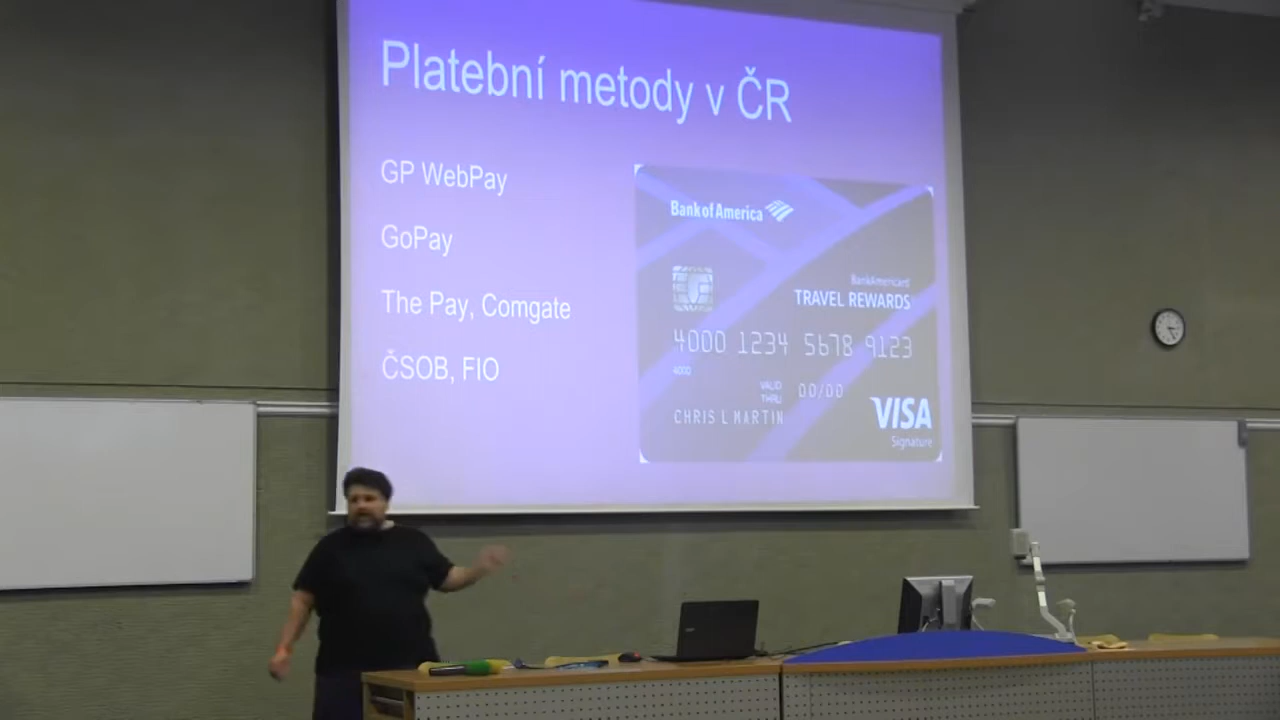 Platební metody v ČR
GP WebPay
GoPay
The Pay, Comgate
ČSOB, FIO
Bank of America
BankAmericard
TRAVEL REWARDS
4000 1234 5678 9123
4000
VALID
THRU
00/00
CHRIS L MARTIN
VISA
Signature